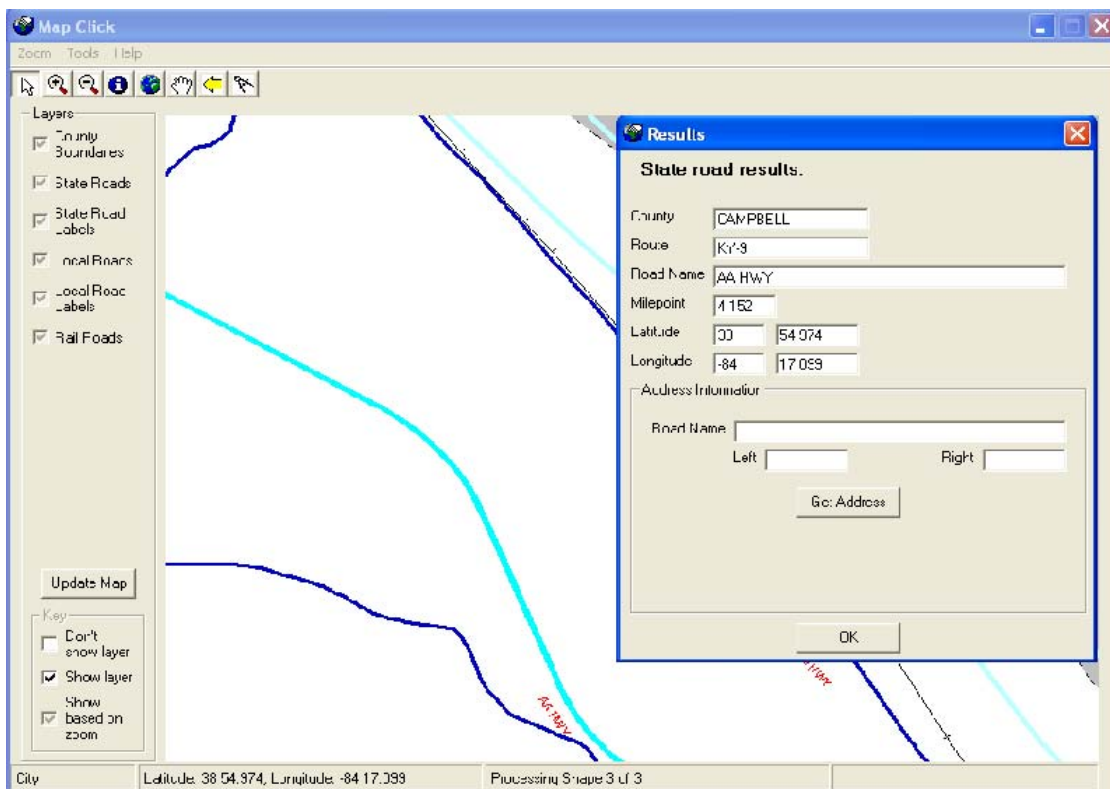 Map Click
Zoom Tools Help
Layers
County Boundaries
State Roads
State Road Labels
Local Roads
Local Road Labels
Rail Roads
Update Map
Key
Don't show layer
Show layer
Show based on zoom
Results
State road results.
County CAMPBELL
Route KY-9
Road Name AA HWY
Milepoint 4.152
Latitude 54.974
Longitude -84 17.099
Address Information
Road Name
Left Right
Get Address
OK
AA HWY
HWY
City Latitude: 38 54.974, Longitude: -84 17.099 Processing Shape 3 of 3